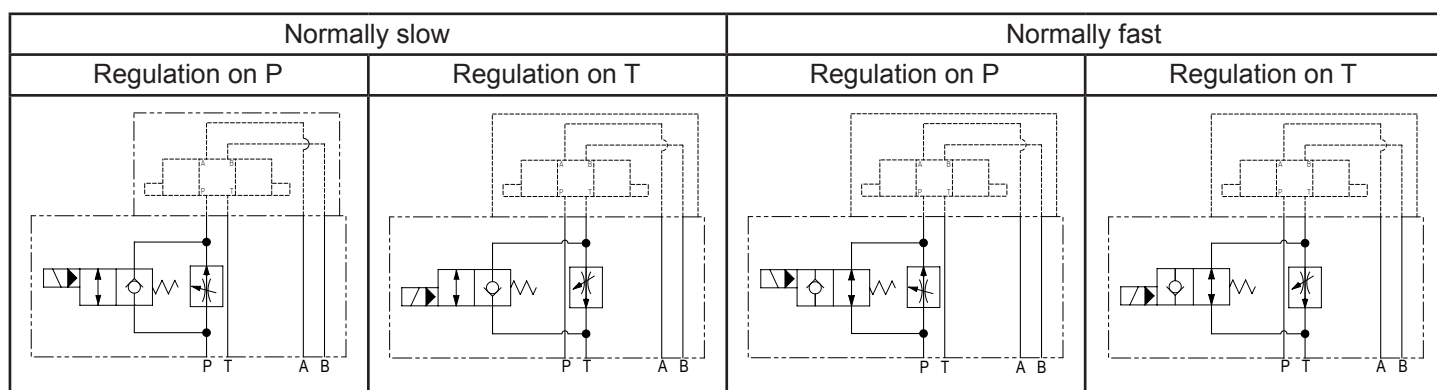 Normally slow Normally fast
Regulation on P Regulation on T Regulation on P Regulation on T
A B A B A B A B
P T P T P T P T
P T A B P T A B P T A B P T A B